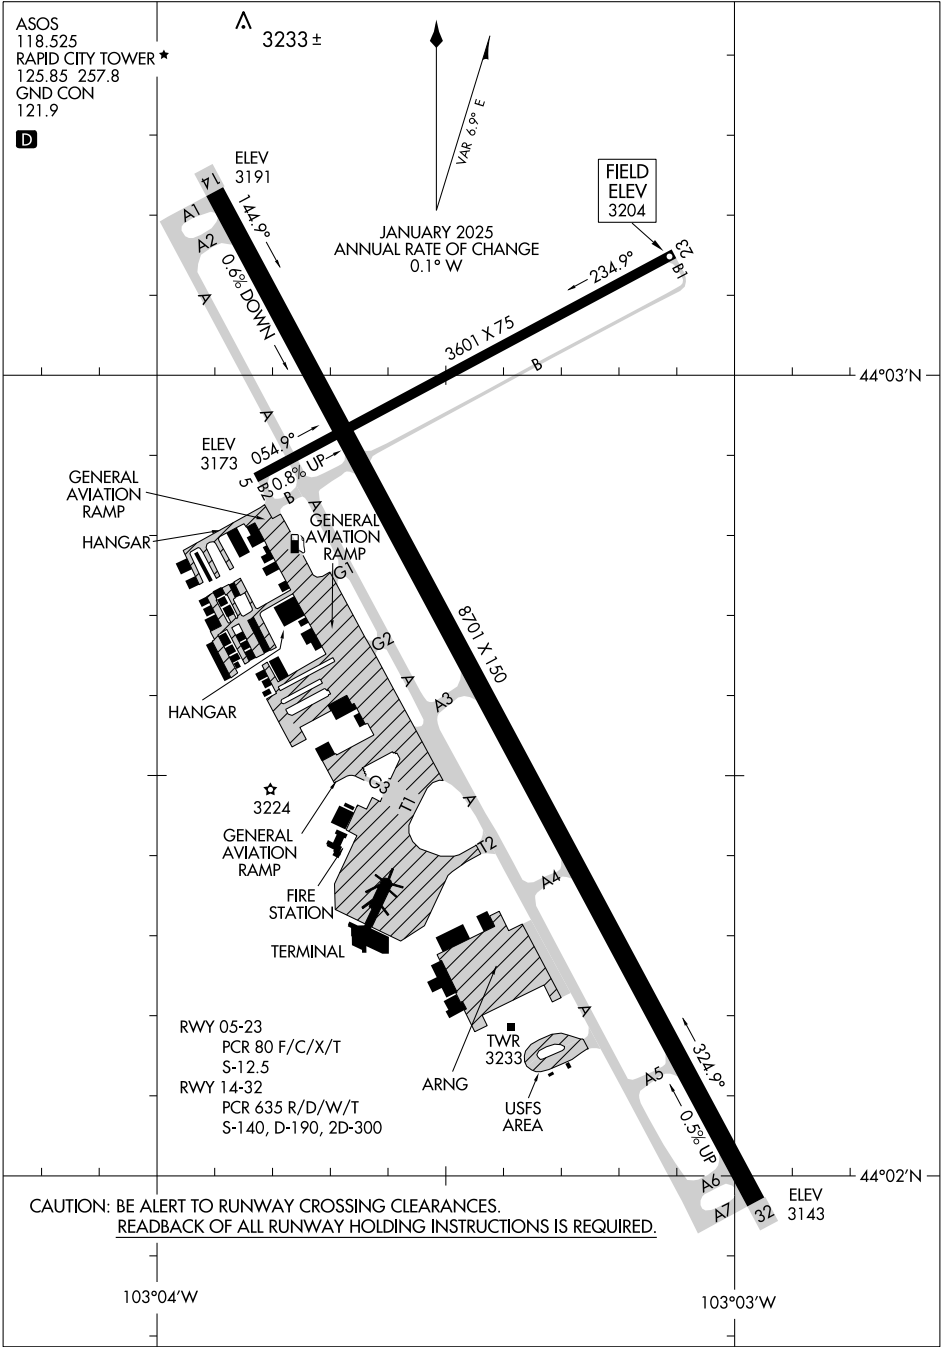 ASOS
118.525
RAPID CITY TOWER ★
125.85 257.8
GND CON
121.9
D
3233 ±
VAR 6.9° E
JANUARY 2025
ANNUAL RATE OF CHANGE
0.1° W
FIELD
ELEV
3204
ELEV
3191
14
144.9°
A1
A2
A
0.6% DOWN
23
B1
234.9°
3601 X 75
B
44°03'N
A
ELEV
3173
054.9°
0.8% UP
5
B2
B
A
GENERAL
AVIATION
RAMP
HANGAR
GENERAL
AVIATION
RAMP
G1
8701 X 150
G2
A
A3
HANGAR
G3
T1
A
3224
GENERAL
AVIATION
RAMP
T2
A4
FIRE
STATION
TERMINAL
A
RWY 05-23
PCR 80 F/C/X/T
S-12.5
RWY 14-32
PCR 635 R/D/W/T
S-140, D-190, 2D-300
TWR
3233
ARNG
USFS
AREA
324.9°
A5
0.5% UP
A6
A7
32
ELEV
3143
44°02'N
CAUTION: BE ALERT TO RUNWAY CROSSING CLEARANCES.
READBACK OF ALL RUNWAY HOLDING INSTRUCTIONS IS REQUIRED.
103°04'W
103°03'W